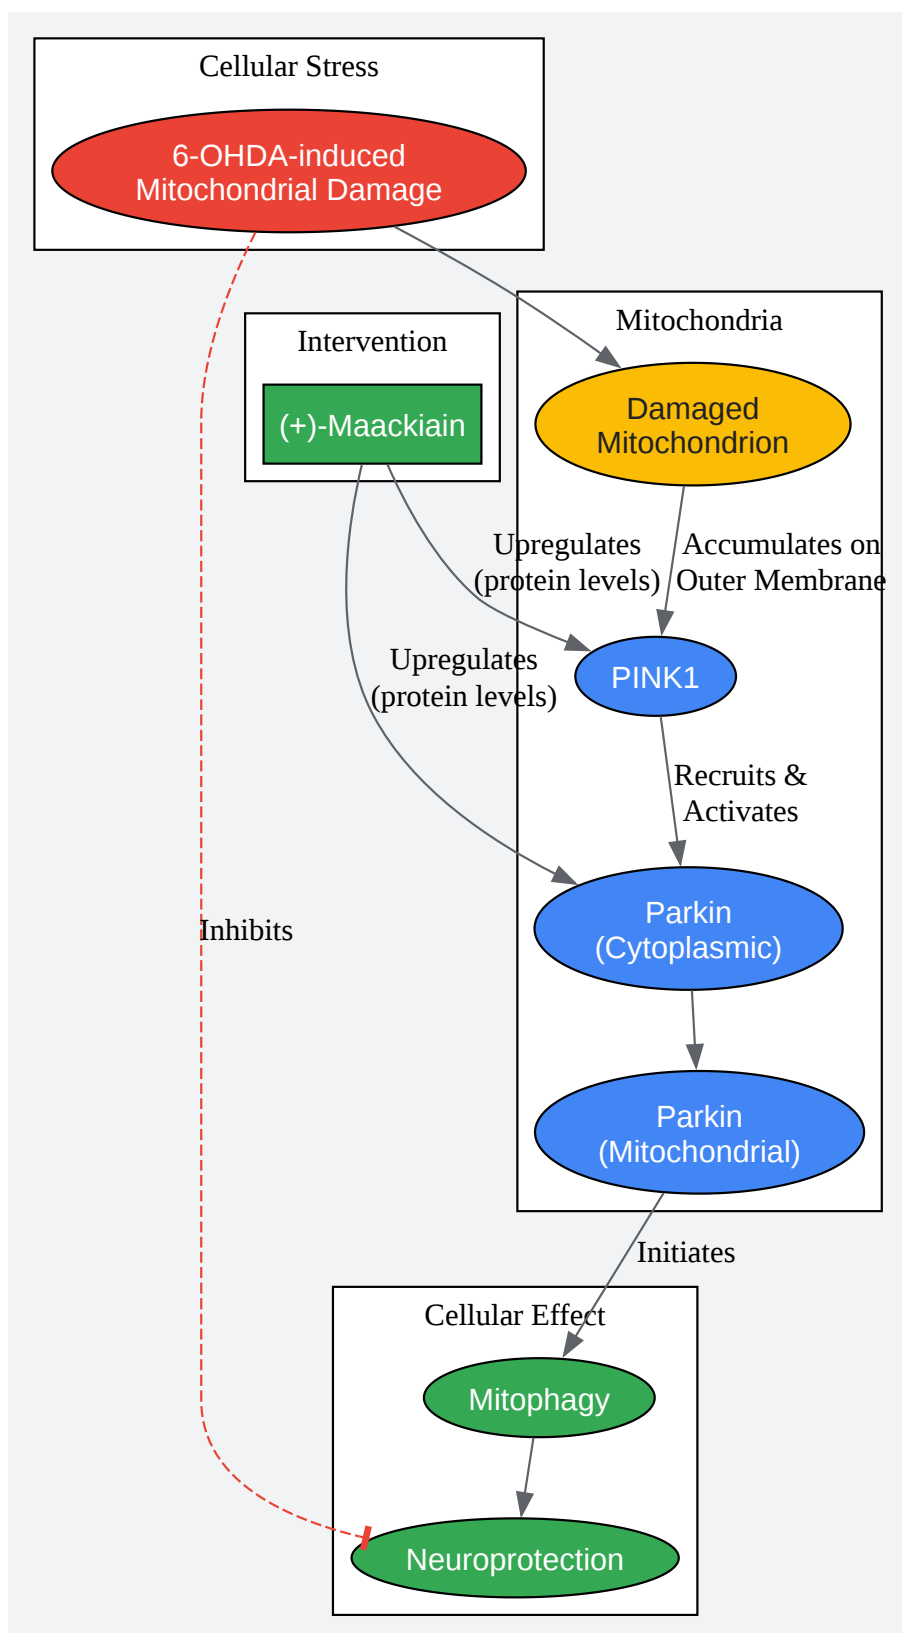 Cellular Stress
6-OHDA-induced
Mitochondrial Damage
Intervention
(+)-Maackiain
Mitochondria
Damaged
Mitochondrion
Upregulates
(protein levels)
Accumulates on
Outer Membrane
Upregulates
(protein levels)
PINK1
Recruits &
Activates
Parkin
(Cytoplasmic)
Inhibits
Parkin
(Mitochondrial)
Initiates
Cellular Effect
Mitophagy
Neuroprotection